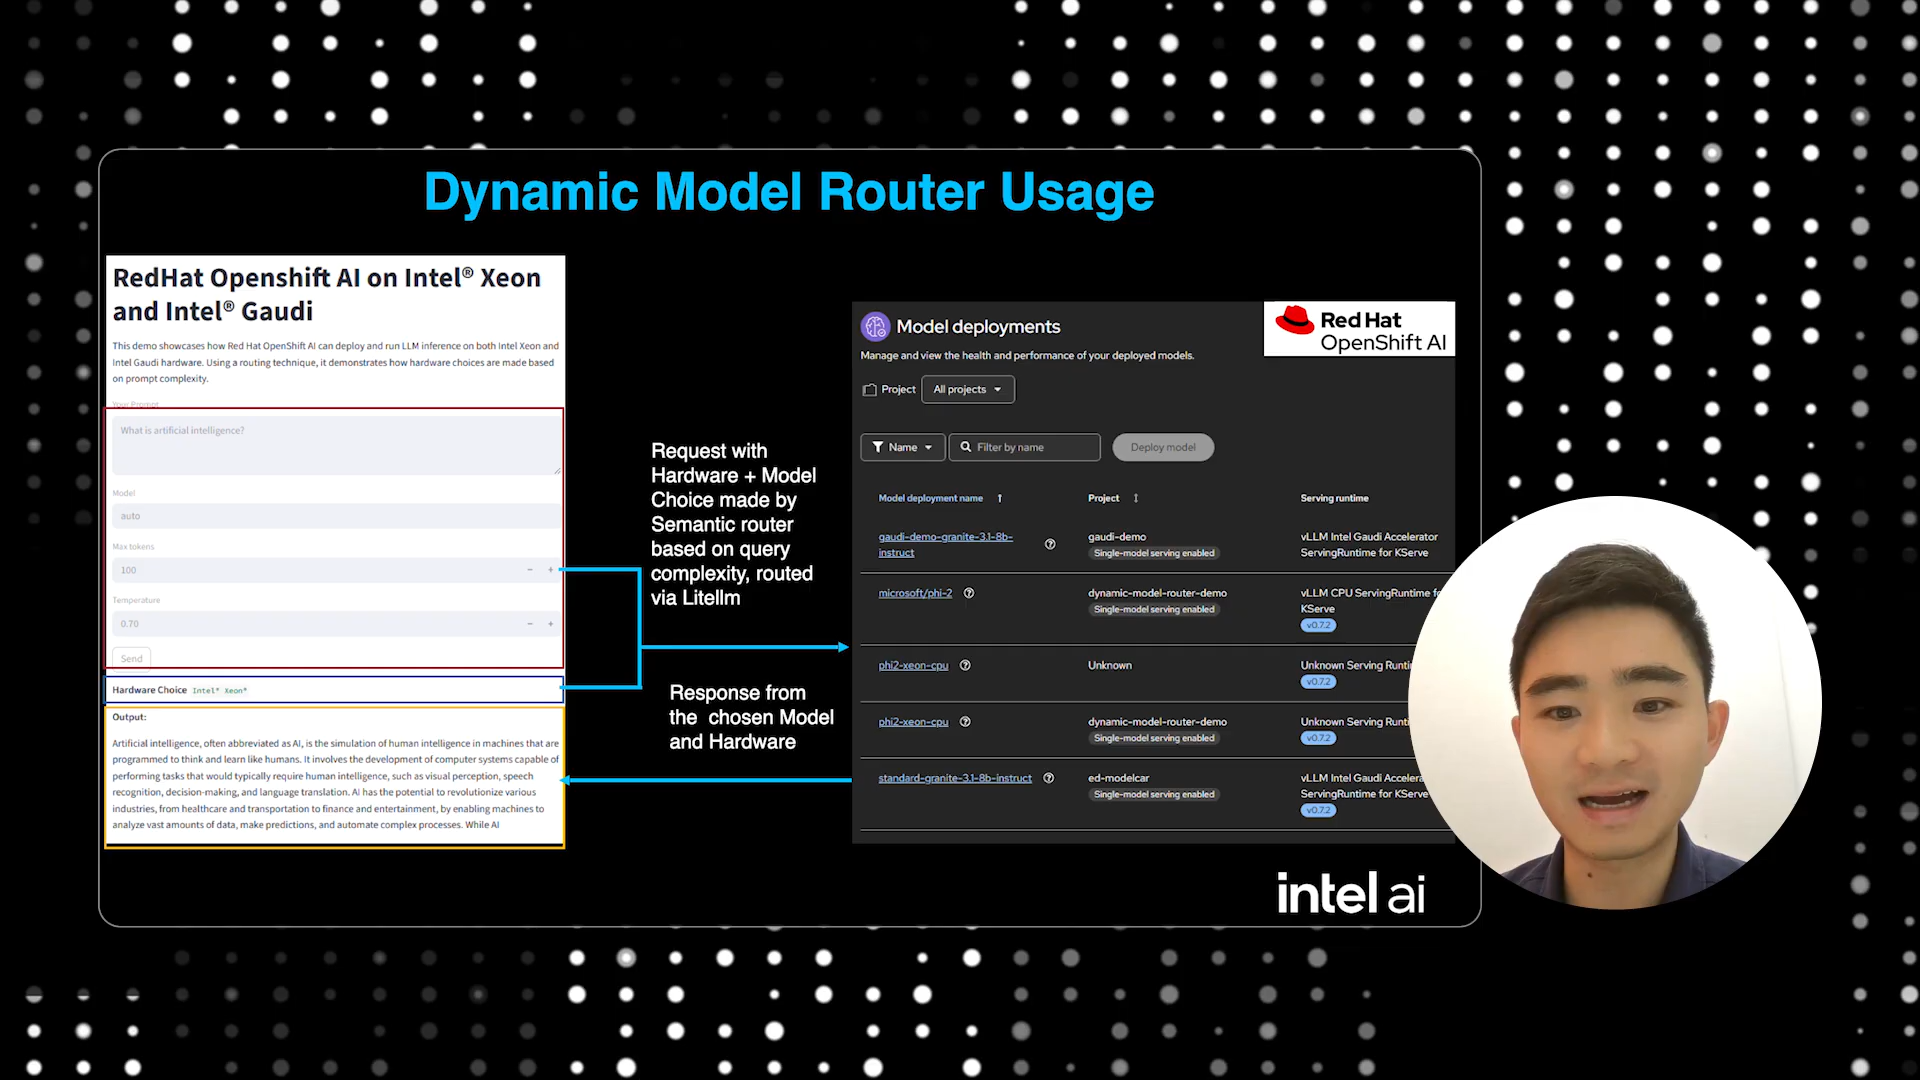 Dynamic Model Router Usage
RedHat Openshift AI on Intel® Xeon
and Intel® Gaudi
This demo showcases how Red Hat OpenShift AI can deploy and run LLM inference on both Intel Xeon and
Intel Gaudi hardware. Using a routing technique, it demonstrates how hardware choices are made based
on prompt complexity.
Your Prompt
What is artificial intelligence?
Model
auto
Max tokens
100
Temperature
0.70
Send
Hardware Choice Intel® Xeon®
Output:
Artificial intelligence, often abbreviated as AI, is the simulation of human intelligence in machines that are
programmed to think and learn like humans. It involves the development of computer systems capable of
performing tasks that would typically require human intelligence, such as visual perception, speech
recognition, decision-making, and language translation. AI has the potential to revolutionize various
industries, from healthcare and transportation to finance and entertainment, by enabling machines to
analyze vast amounts of data, make predictions, and automate complex processes. While AI
Request with
Hardware + Model
Choice made by
Semantic router
based on query
complexity, routed
via Litellm
Response from
the chosen Model
and Hardware
Model deployments
Manage and view the health and performance of your deployed models.
Red Hat
OpenShift AI
Project All projects
Name Filter by name Deploy model
Model deployment name Project Serving runtime
gaudi-demo-granite-3.1-8b-
instruct
gaudi-demo
Single-model serving enabled
vLLM Intel Gaudi Accelerator
ServingRuntime for KServe
microsoft/phi-2
dynamic-model-router-demo
Single-model serving enabled
vLLM CPU ServingRuntime
KServe
v0.7.2
phi2-xeon-cpu
Unknown
Unknown Serving
v0.7.2
phi2-xeon-cpu
dynamic-model-router-demo
Single-model serving enabled
Unknown Serving
v0.7.2
standard-granite-3.1-8b-instruct
ed-modelcar
Single-model serving enabled
vLLM Intel Gaudi
ServingRuntime for KServe
v0.7.2
intel ai